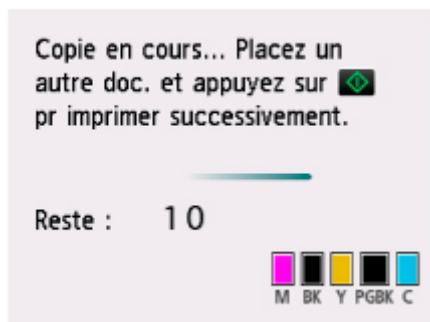 Copie en cours... Placez un
autre doc. et appuyez sur
pr imprimer successivement.
Reste : 10
M BK Y PGBK C